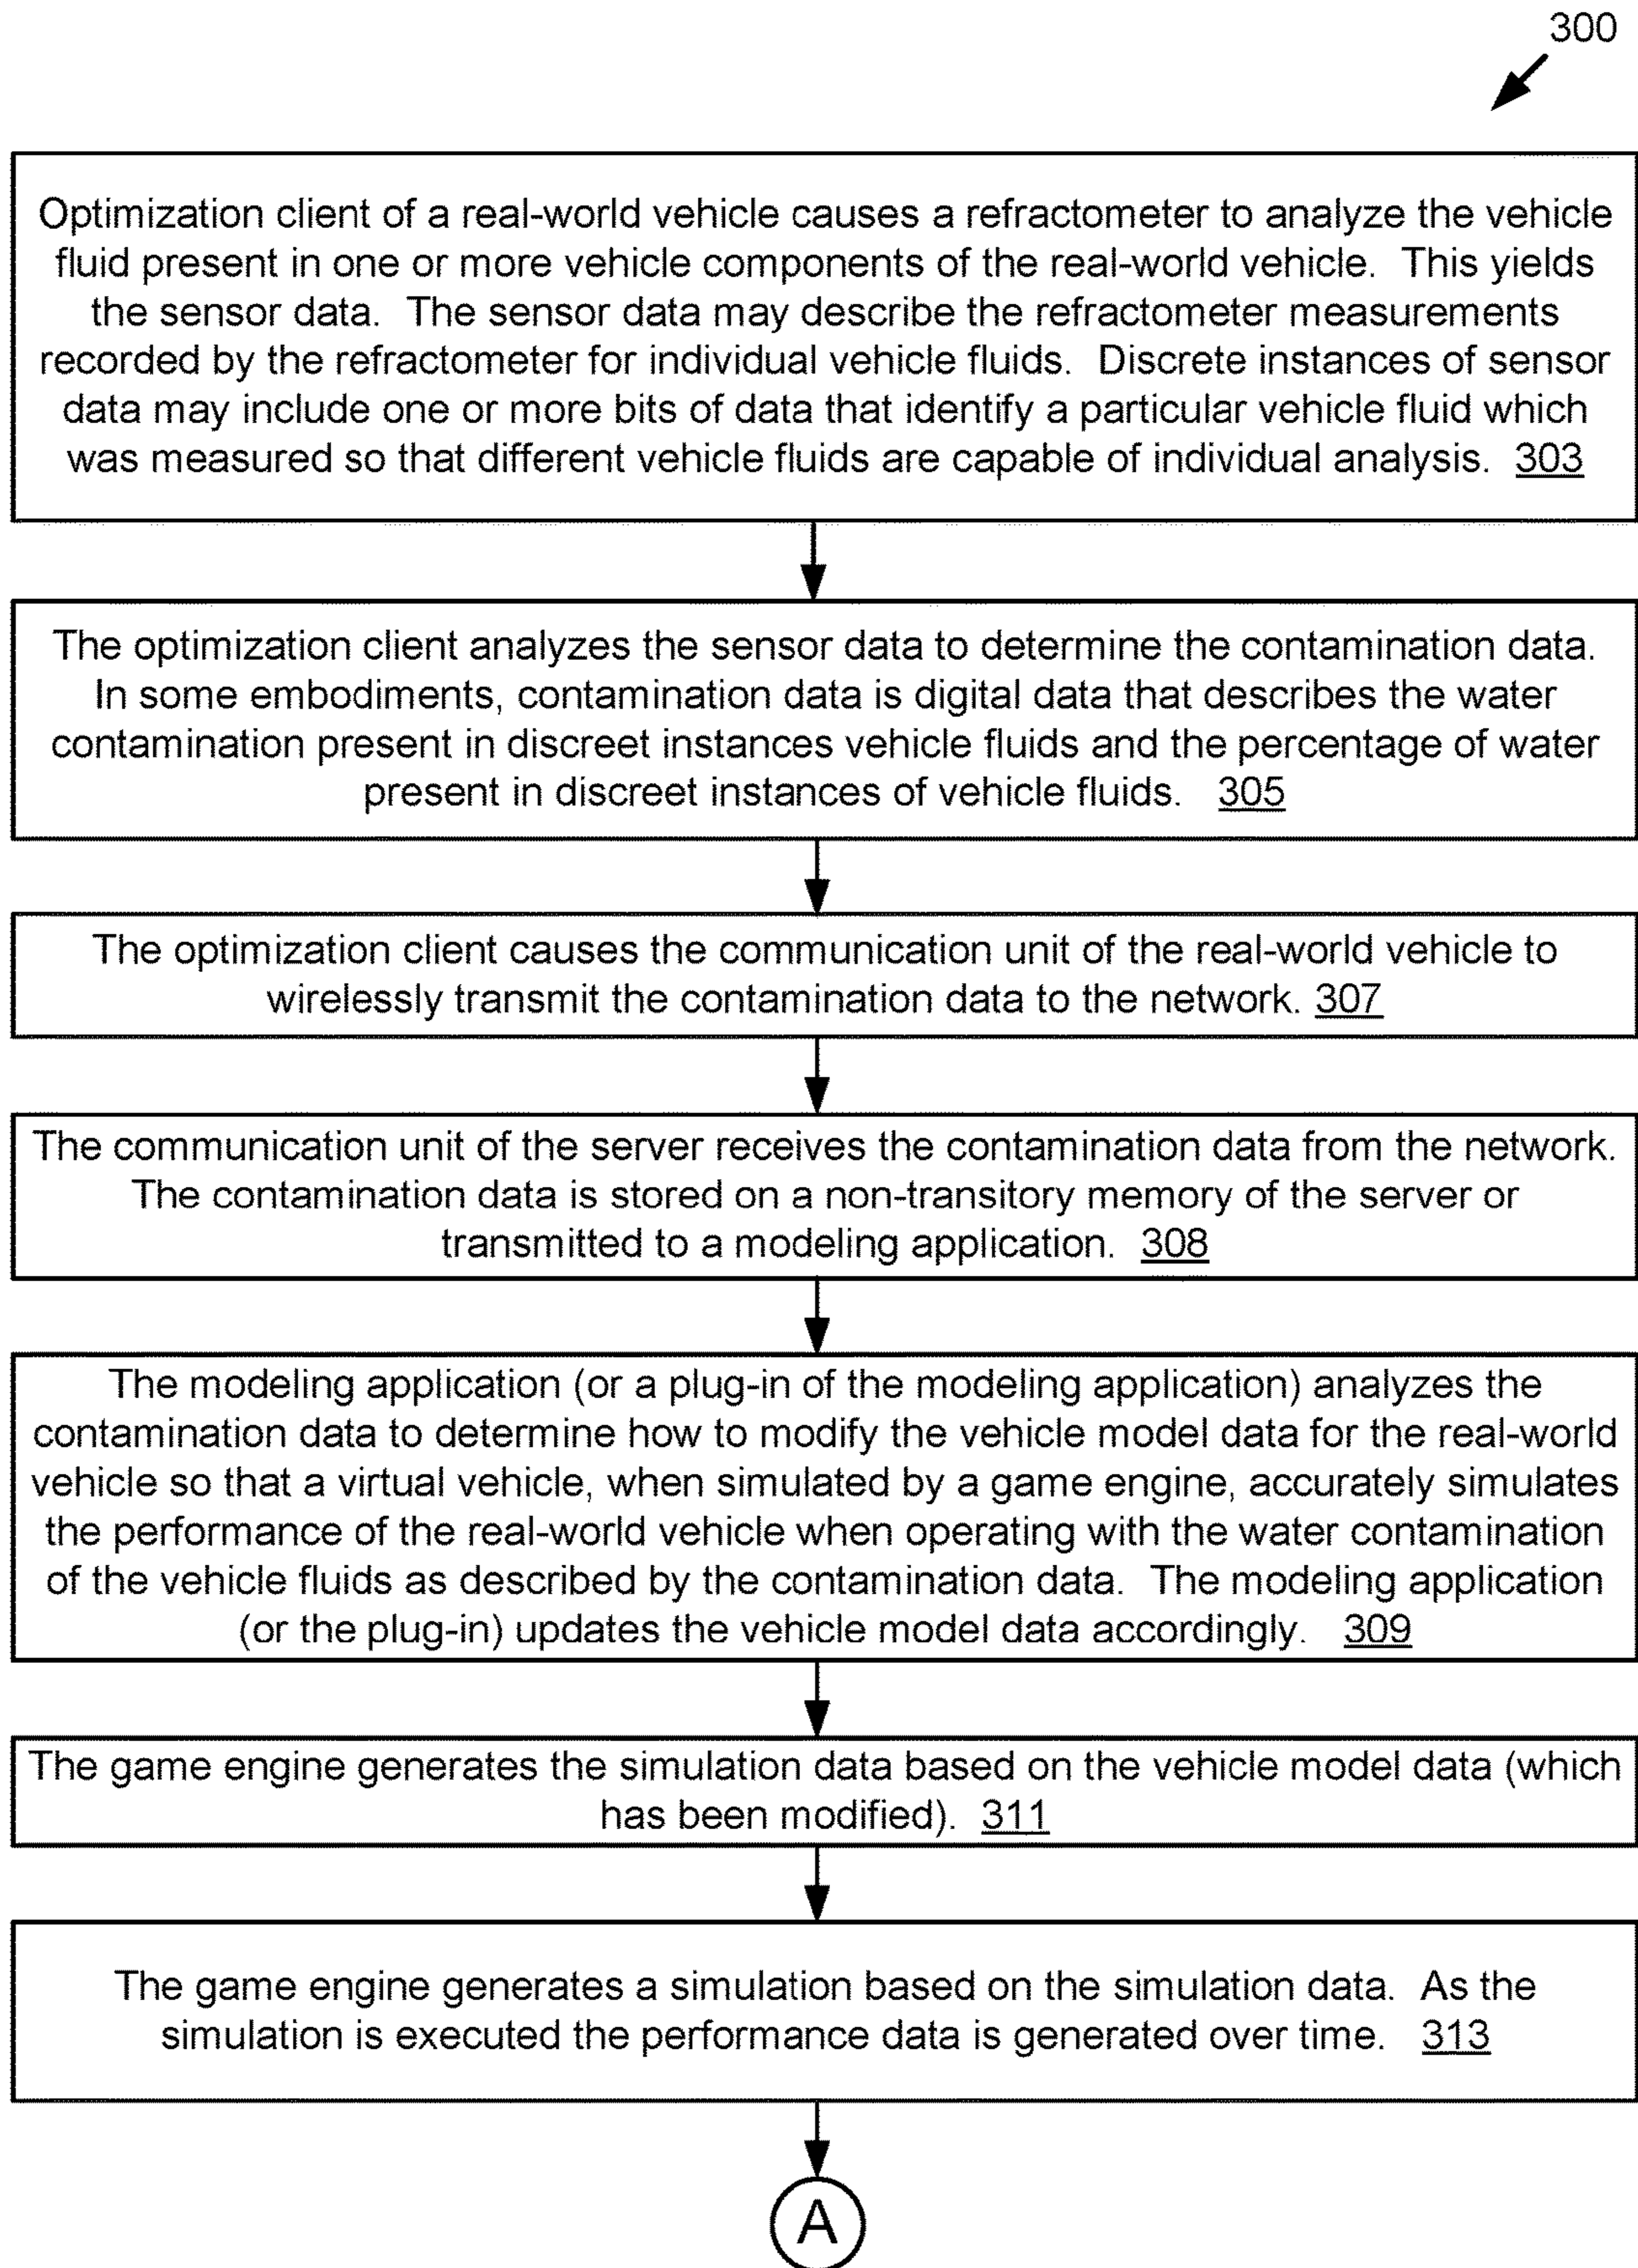 300
Optimization client of a real-world vehicle causes a refractometer to analyze the vehicle
fluid present in one or more vehicle components of the real-world vehicle. This yields
the sensor data. The sensor data may describe the refractometer measurements
recorded by the refractometer for individual vehicle fluids. Discrete instances of sensor
data may include one or more bits of data that identify a particular vehicle fluid which
was measured so that different vehicle fluids are capable of individual analysis. 303
The optimization client analyzes the sensor data to determine the contamination data.
In some embodiments, contamination data is digital data that describes the water
contamination present in discreet instances vehicle fluids and the percentage of water
present in discreet instances of vehicle fluids. 305
The optimization client causes the communication unit of the real-world vehicle to
wirelessly transmit the contamination data to the network. 307
The communication unit of the server receives the contamination data from the network.
The contamination data is stored on a non-transitory memory of the server or
transmitted to a modeling application. 308
The modeling application (or a plug-in of the modeling application) analyzes the
contamination data to determine how to modify the vehicle model data for the real-world
vehicle so that a virtual vehicle, when simulated by a game engine, accurately simulates
the performance of the real-world vehicle when operating with the water contamination
of the vehicle fluids as described by the contamination data. The modeling application
(or the plug-in) updates the vehicle model data accordingly. 309
The game engine generates the simulation data based on the vehicle model data (which
has been modified). 311
The game engine generates a simulation based on the simulation data. As the
simulation is executed the performance data is generated over time. 313
A